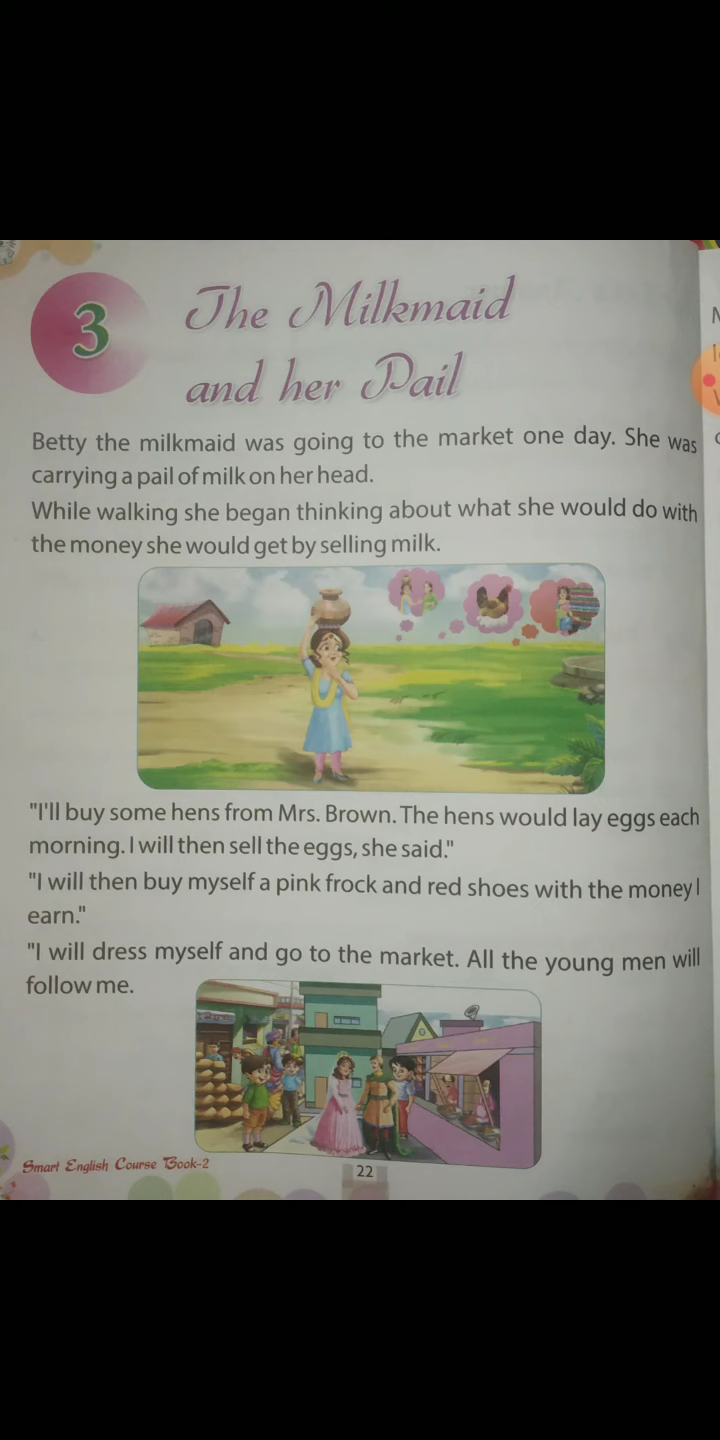 3
The Milkmaid
and her Pail
Betty the milkmaid was going to the market one day. She was
carrying a pail of milk on her head.
While walking she began thinking about what she would do with
the money she would get by selling milk.
"I'll buy some hens from Mrs. Brown. The hens would lay eggs each
morning. I will then sell the eggs, she said."
"I will then buy myself a pink frock and red shoes with the money I
earn."
"I will dress myself and go to the market. All the young men will
follow me.
Smart English Course Book-2
22